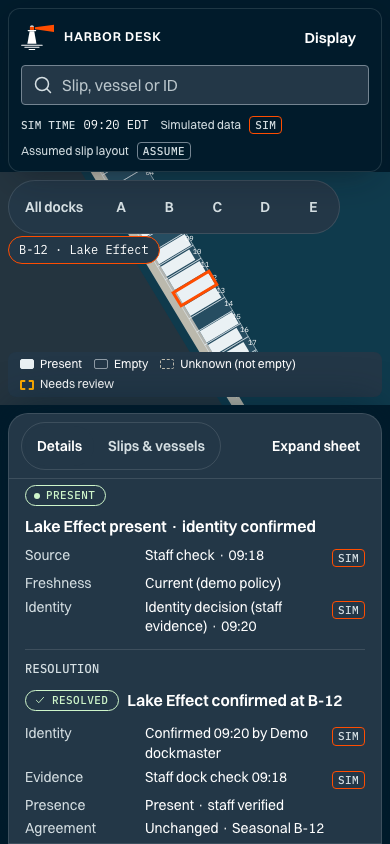 HARBOR DESK
Display
Slip, vessel or ID
SIM TIME 09:20 EDT Simulated data SIM
Assumed slip layout ASSUME
All docks A B C D E
B-12 · Lake Effect
10
14
16
17
Present Empty Unknown (not empty)
Needs review
Details Slips & vessels Expand sheet
PRESENT
Lake Effect present · identity confirmed
Source Staff check · 09:18 SIM
Freshness Current (demo policy)
Identity Identity decision (staff evidence) · 09:20 SIM
RESOLUTION
RESOLVED Lake Effect confirmed at B-12
Identity Confirmed 09:20 by Demo dockmaster SIM
Evidence Staff dock check 09:18 SIM
Presence Present · staff verified
Agreement Unchanged · Seasonal B-12